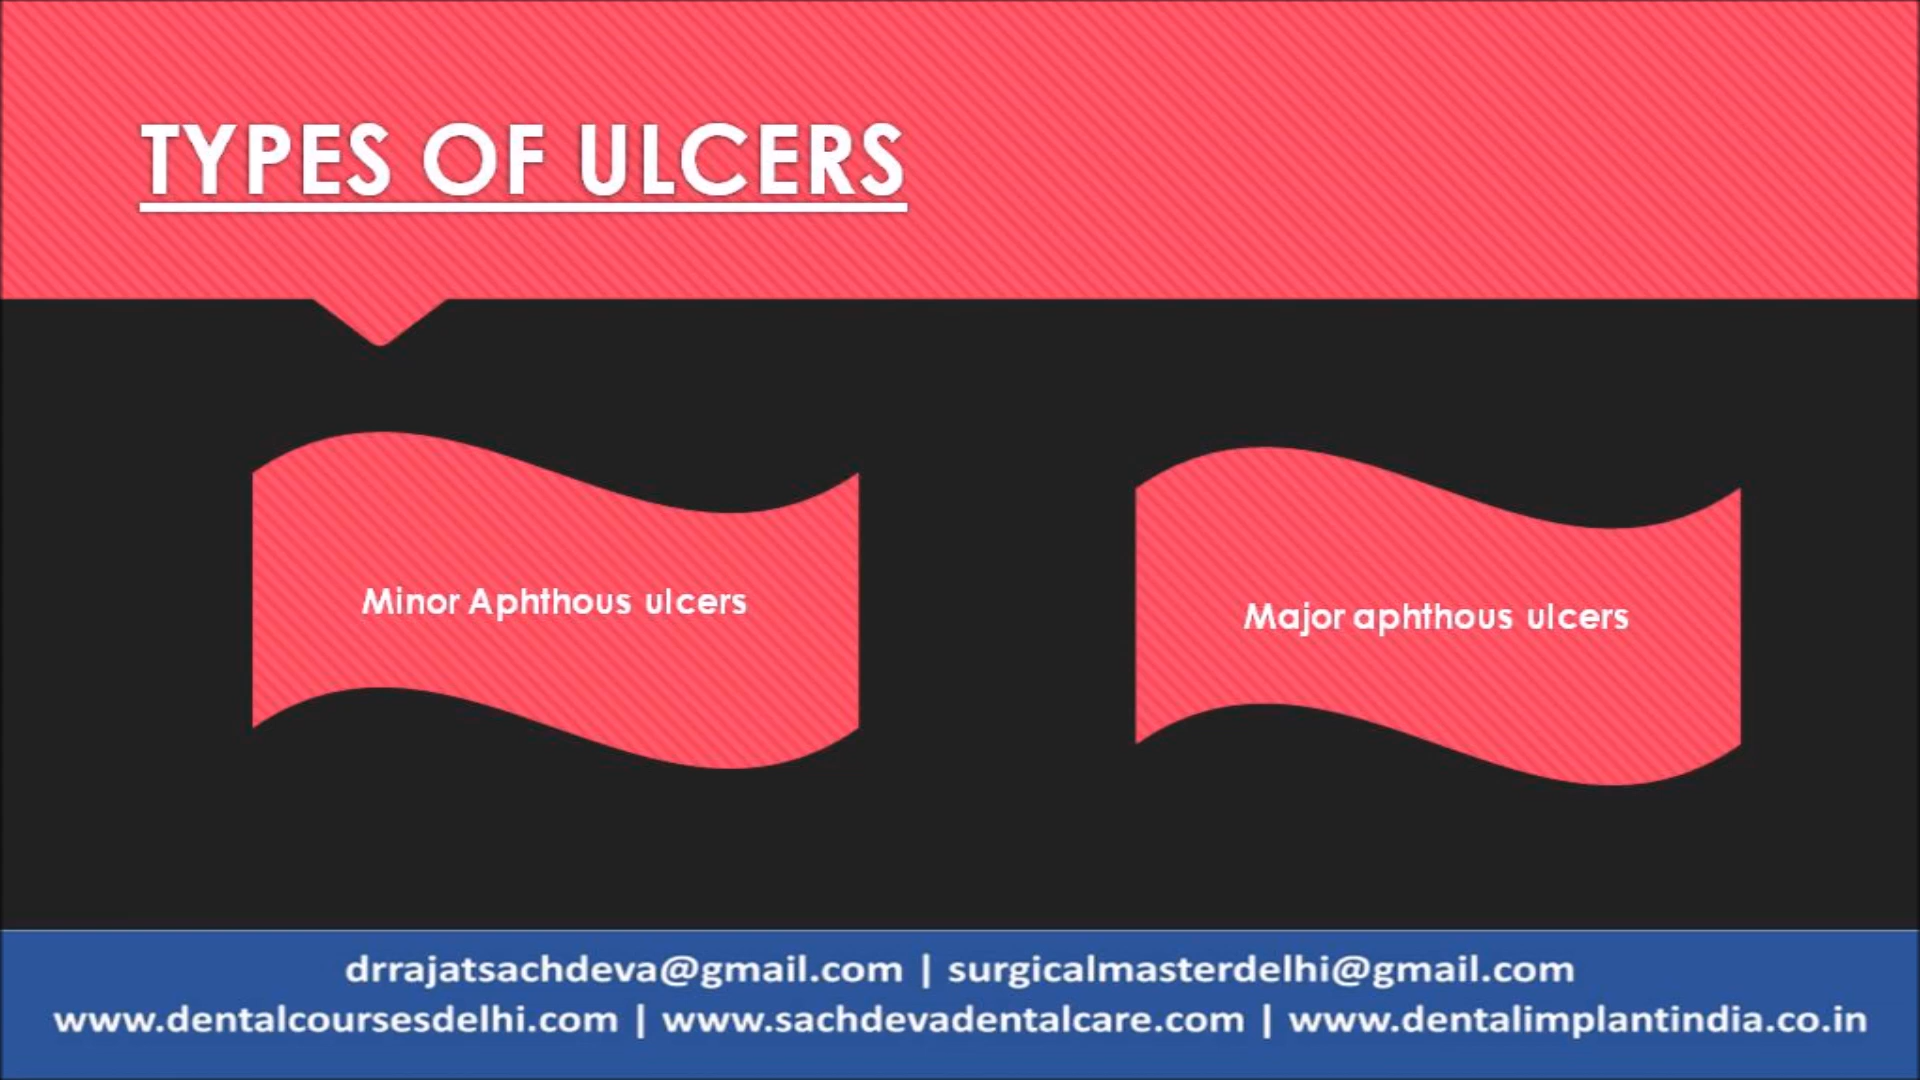 TYPES OF ULCERS
Minor Aphthous ulcers
Major aphthous ulcers
drrajatsachdeva@gmail.com | surgicalmasterdelhi@gmail.com
www.dentalcoursesdelhi.com | www.sachdevadentalcare.com | www.dentalimplantindia.co.in